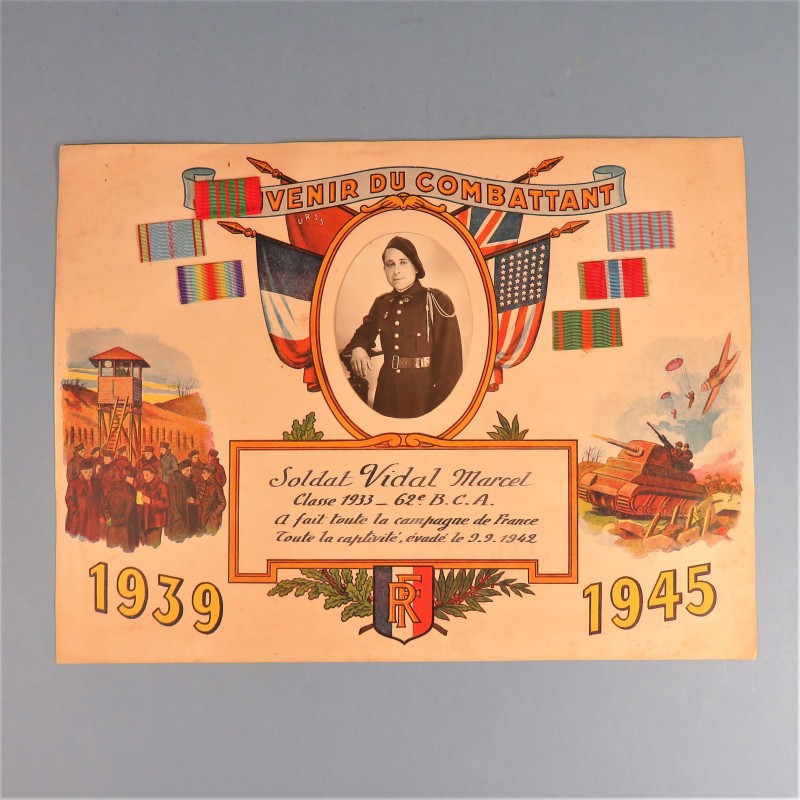 VENIR DU COMBATTANT
URSS
Soldat Vidal Marcel
Classe 1933 _ 62e B.C.A.
A fait toute la campagne de France
Toute la captivité, évadé le 9.9.1942
1939
RF
1945